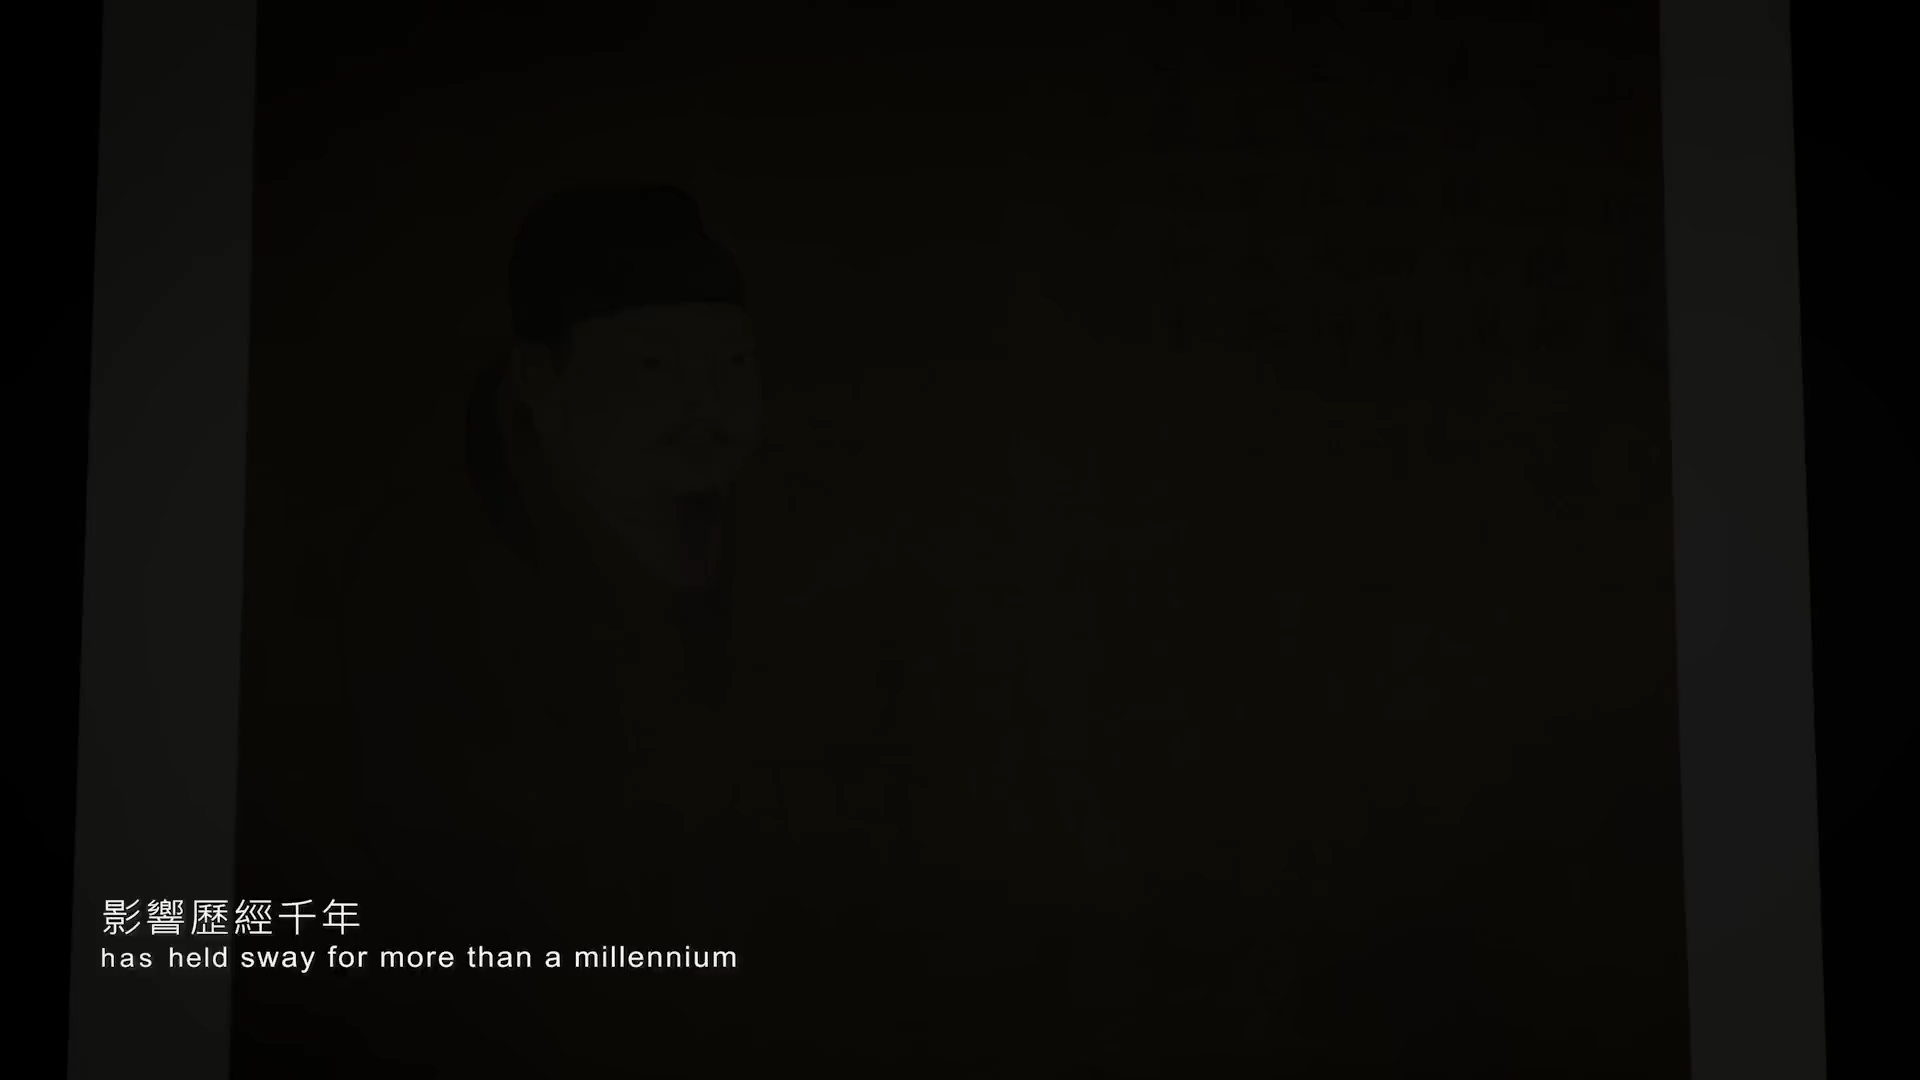 影響歷經千年
has held sway for more than a millennium